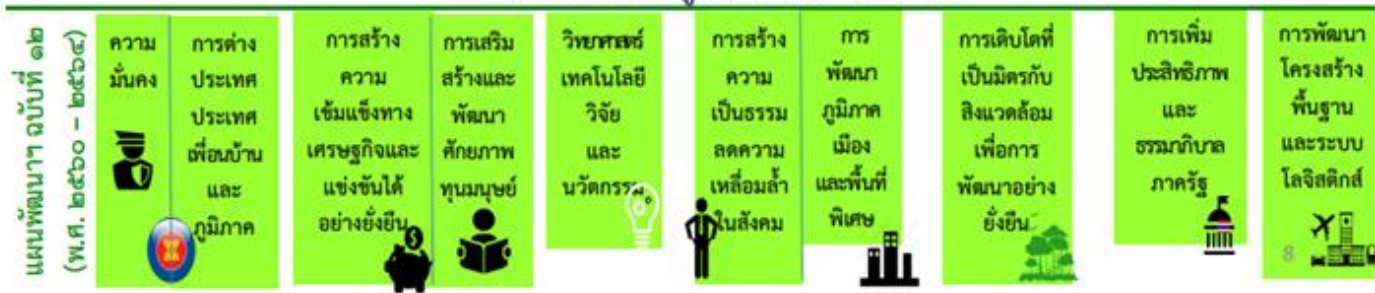 แผนพัฒนาฯ ฉบับที่ ๑๒
(พ.ศ. ๒๕๖๐ – ๒๕๖๔)
ความ
มั่นคง
การต่าง
ประเทศ
ประเทศ
เพื่อนบ้าน
และ
ภูมิภาค
การสร้าง
ความ
เข้มแข็งทาง
เศรษฐกิจและ
แข่งขันได้
อย่างยั่งยืน
การเสริม
สร้างและ
พัฒนา
ศักยภาพ
ทุนมนุษย์
วิทยาศาสตร์
เทคโนโลยี
วิจัย
และ
นวัตกรรม
การสร้าง
ความ
เป็นธรรม
ลดความ
เหลื่อมล้ำ
ในสังคม
การ
พัฒนา
ภูมิภาค
เมือง
และพื้นที่
พิเศษ
การเติบโตที่
เป็นมิตรกับ
สิ่งแวดล้อม
เพื่อการ
พัฒนาอย่าง
ยั่งยืน
การเพิ่ม
ประสิทธิภาพ
และ
ธรรมาภิบาล
ภาครัฐ
การพัฒนา
โครงสร้าง
พื้นฐาน
และระบบ
โลจิสติกส์
8